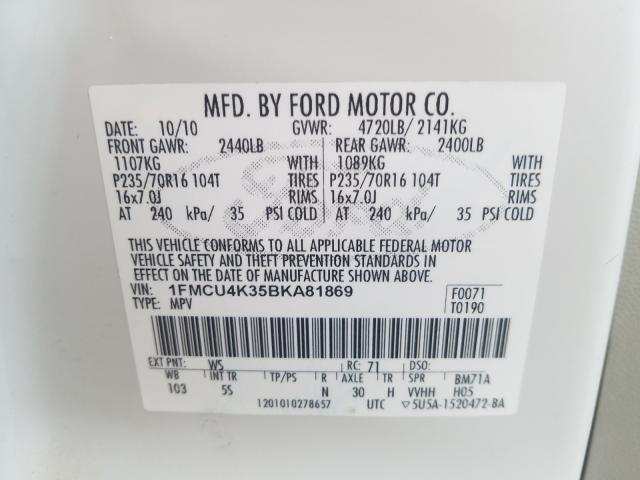 MFD. BY FORD MOTOR CO.
DATE: 10/10 GVWR: 4720LB/ 2141KG
FRONT GAWR: 2440LB REAR GAWR: 2400LB
1107KG WITH 1089KG WITH
P235/70R16 104T TIRES P235/70R16 104T TIRES
16x7.0J RIMS 16x7.0J RIMS
AT 240 kPa/ 35 PSI COLD AT 240 kPa/ 35 PSI COLD
THIS VEHICLE CONFORMS TO ALL APPLICABLE FEDERAL MOTOR
VEHICLE SAFETY AND THEFT PREVENTION STANDARDS IN
EFFECT ON THE DATE OF MANUFACTURE SHOWN ABOVE.
VIN: 1FMCU4K35BKA81869 F0071
TYPE: MPV T0190
EXT PNT: WS RC: 71 DSO:
WB INT TR TP/PS R AXLE TR SPR BM71A
103 5S N 30 H VVHH H05
1201010278657 UTC 5U5A-1520472-BA
Ford